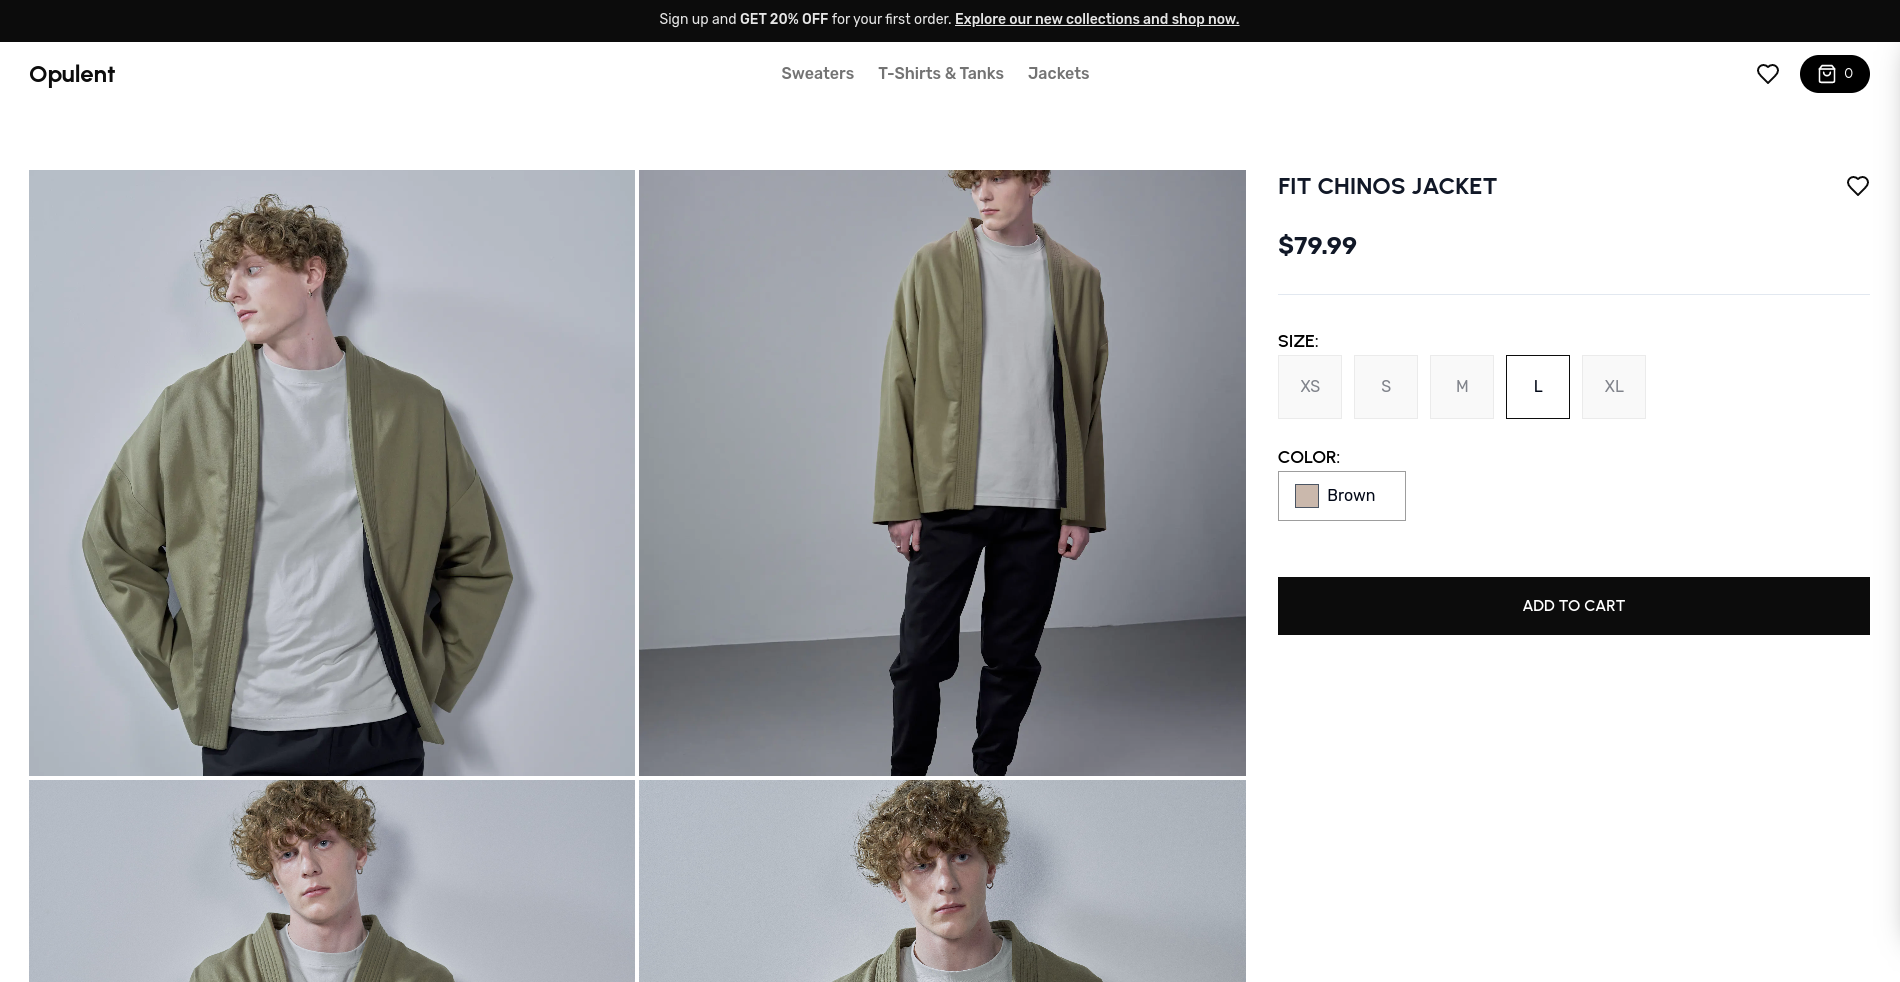 Sign up and GET 20% OFF for your first order. Explore our new collections and shop now.
Opulent
Sweaters
T-Shirts & Tanks
Jackets
0
FIT CHINOS JACKET
$79.99
SIZE:
XS
S
M
L
XL
COLOR:
Brown
ADD TO CART